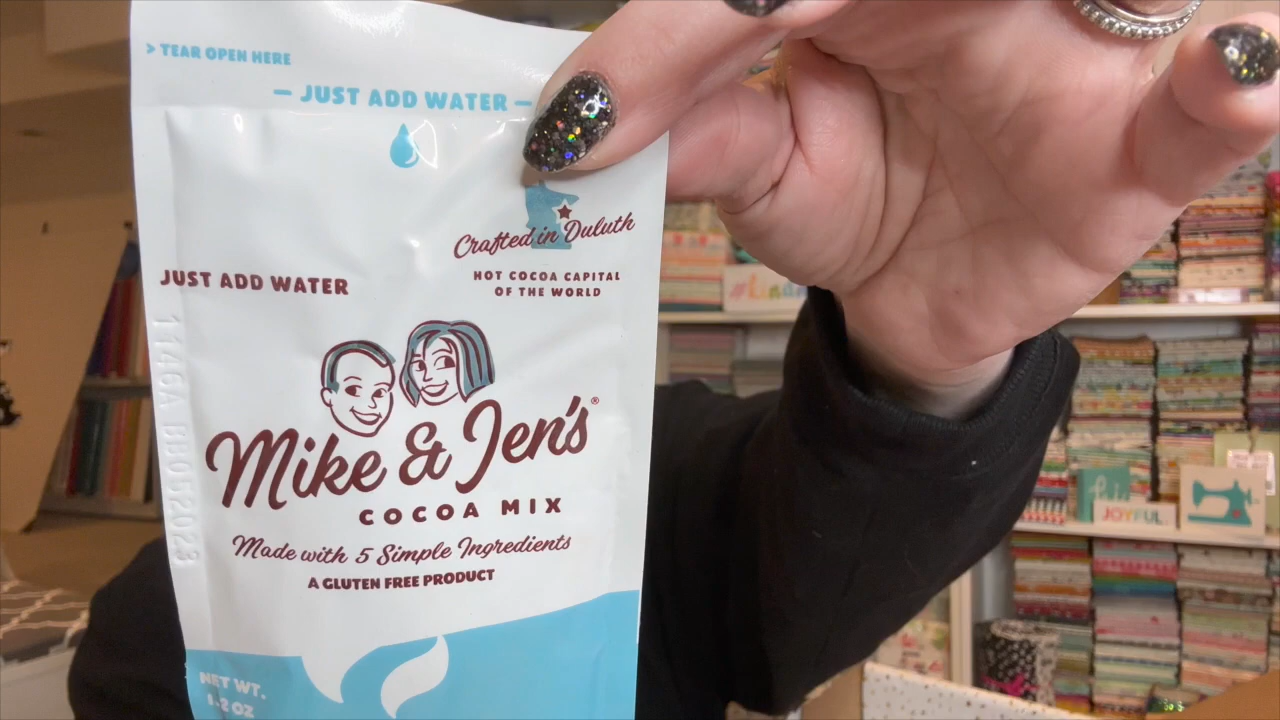 > TEAR OPEN HERE
— JUST ADD WATER —
Crafted in Duluth
HOT COCOA CAPITAL
OF THE WORLD
JUST ADD WATER
Mike & Jen's®
COCOA MIX
Made with 5 Simple Ingredients
A GLUTEN FREE PRODUCT
NET WT.
JOYFUL